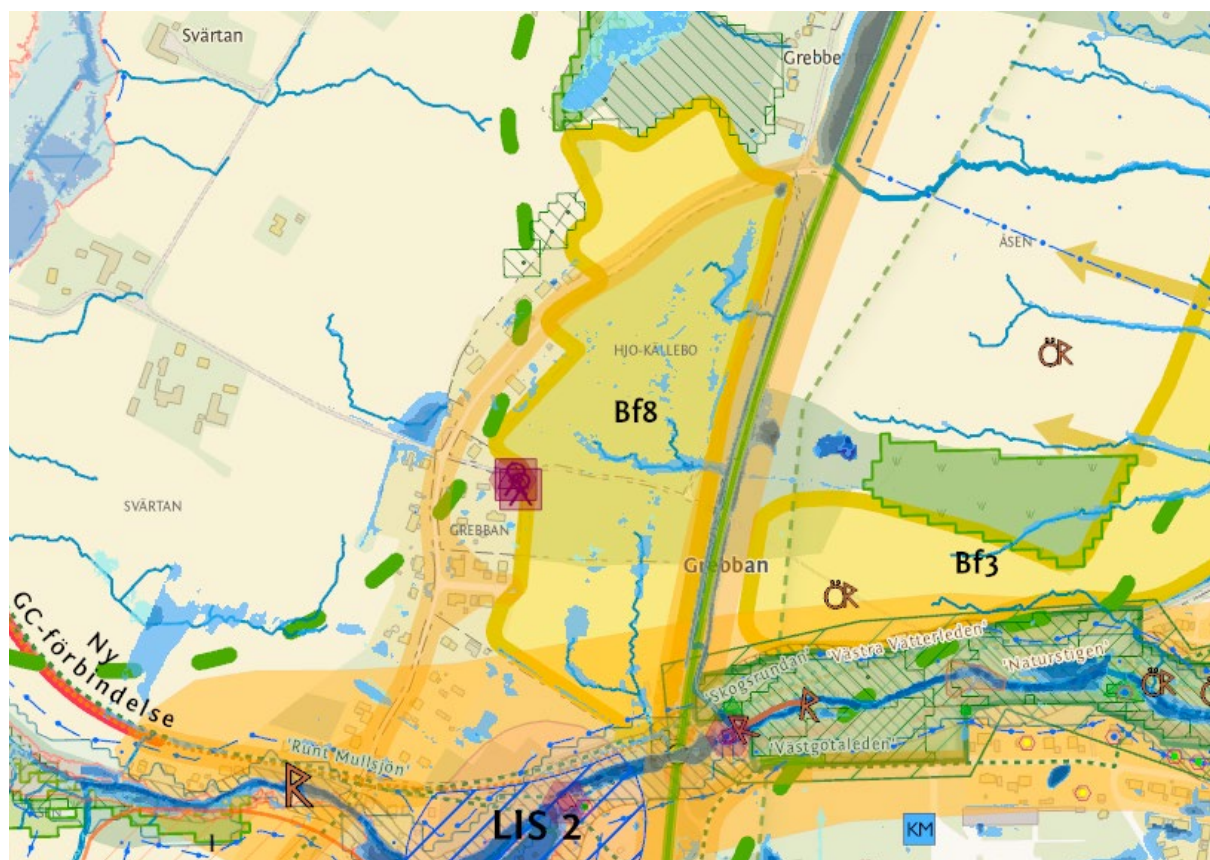 Svärtan
Grebbe
ÅSEN
ÖR
HJO-KÄLLEBO
Bf8
R
SVÄRTAN
GREBBAN
Grebban
Bf3
ÖR
Ny
GC-förbindelse
'Skogsrundan'
'Västra Vätterleden'
'Naturstigen'
R
R
ÖR
'Västgötaleden'
'Runt Mullsjön'
R
LIS 2
KM
I